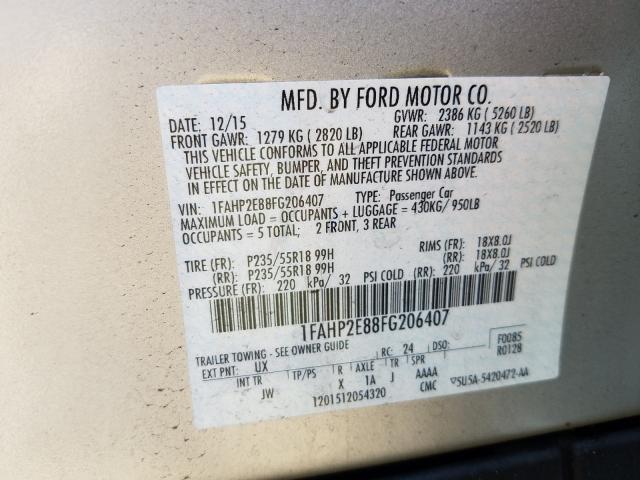 MFD. BY FORD MOTOR CO.
DATE: 12/15 GVWR: 2386 KG ( 5260 LB)
FRONT GAWR: 1279 KG ( 2820 LB) REAR GAWR: 1143 KG ( 2520 LB)
THIS VEHICLE CONFORMS TO ALL APPLICABLE FEDERAL MOTOR
VEHICLE SAFETY, BUMPER, AND THEFT PREVENTION STANDARDS
IN EFFECT ON THE DATE OF MANUFACTURE SHOWN ABOVE.
VIN: 1FAHP2E88FG206407 TYPE: Passenger Car
MAXIMUM LOAD = OCCUPANTS + LUGGAGE = 430KG/ 950LB
OCCUPANTS = 5 TOTAL; 2 FRONT, 3 REAR
TIRE (FR): P235/55R18 99H RIMS (FR): 18X8.0J
(RR): P235/55R18 99H (RR): 18X8.0J
PRESSURE (FR): 220 kPa/ 32 PSI COLD (RR): 220 kPa/ 32 PSI COLD
1FAHP2E88FG206407
TRAILER TOWING - SEE OWNER GUIDE
F0085
R0128
EXT PNT: UX RC: 24 DSO:
INT TR TP/PS R AXLE TR SPR
JW X 1A J AAAA
1201512054320 CMC ▽5U5A-5420472-AA